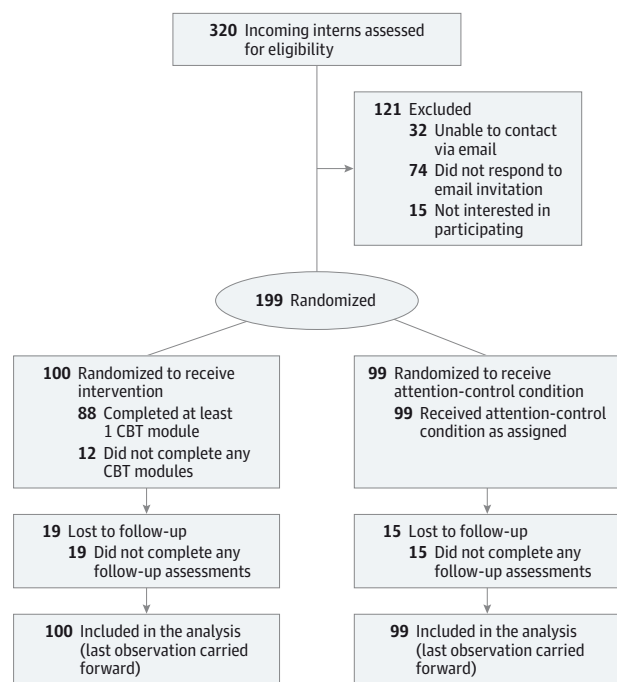 320 Incoming interns assessed
for eligibility
121 Excluded
32 Unable to contact
via email
74 Did not respond to
email invitation
15 Not interested in
participating
199 Randomized
100 Randomized to receive
intervention
88 Completed at least
1 CBT module
12 Did not complete any
CBT modules
99 Randomized to receive
attention-control condition
99 Received attention-control
condition as assigned
19 Lost to follow-up
19 Did not complete any
follow-up assessments
15 Lost to follow-up
15 Did not complete any
follow-up assessments
100 Included in the analysis
(last observation carried
forward)
99 Included in the analysis
(last observation carried
forward)